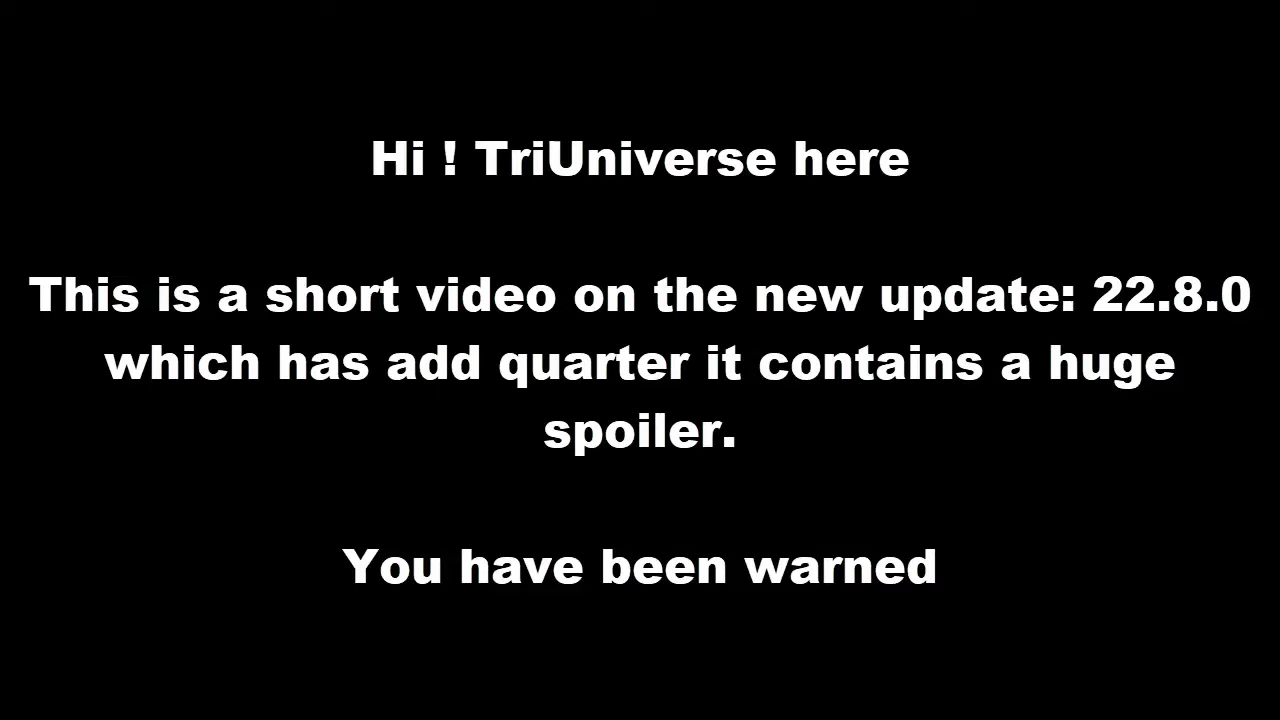 Hi ! TriUniverse here
This is a short video on the new update: 22.8.0
which has add quarter it contains a huge
spoiler.
You have been warned